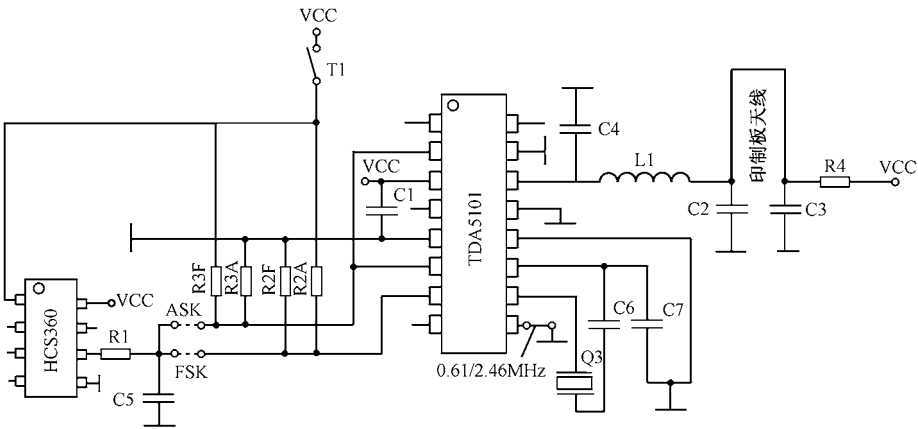 VCC
T1
C4
VCC
C1
L1
印制板天线
R4
VCC
C2
C3
TDA5101
R3F
R3A
R2F
R2A
HCS360
VCC
ASK
R1
FSK
C5
C6
C7
Q3
0.61/2.46MHz